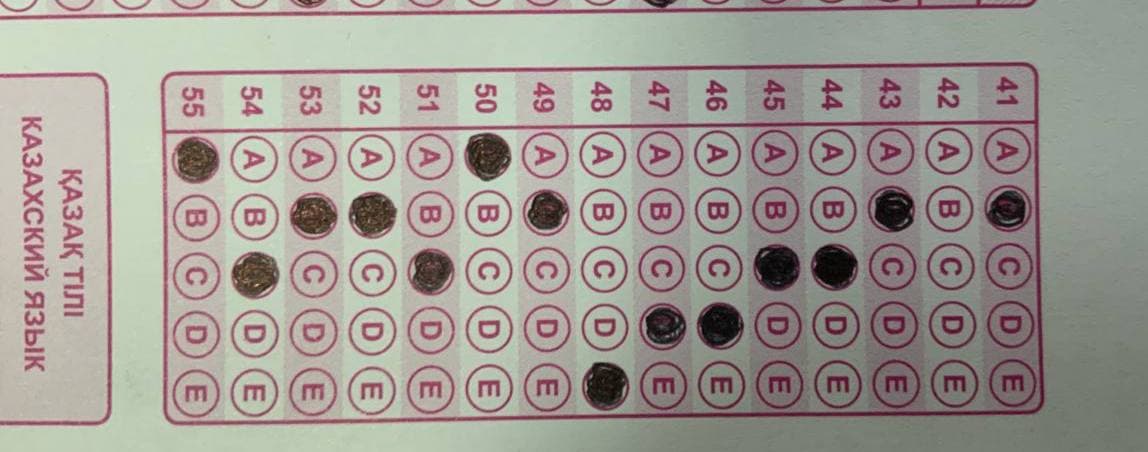 41 A C D E
42 A B C D E
43 A C D E
44 A B D E
45 A B D E
46 A B C E
47 A B C E
48 A B C D
49 A C D E
50 B C D E
51 A B D E
52 A C D E
53 A C D E
54 A B D E
55 B C D E
ҚАЗАҚ ТІЛІ
КАЗАХСКИЙ ЯЗЫК